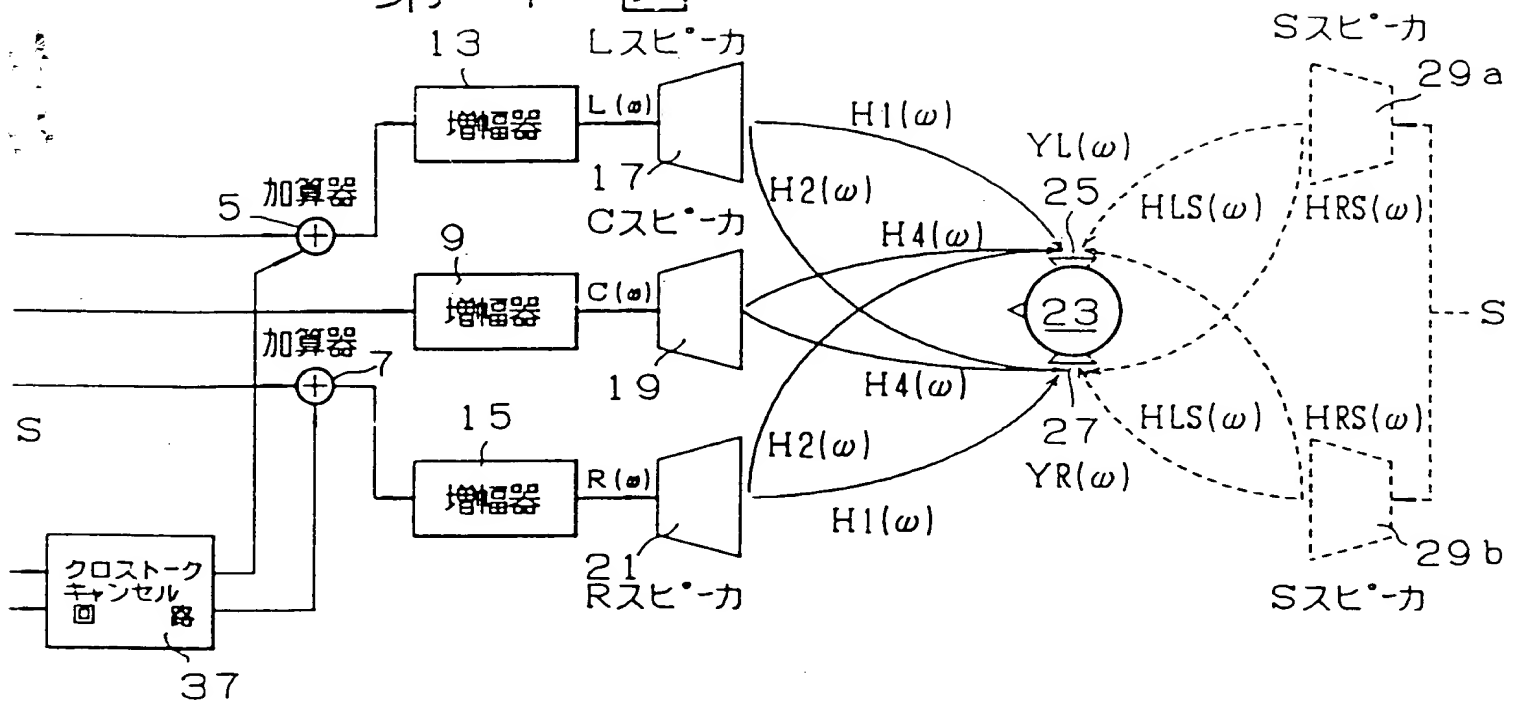 13
Lスピーカ
増幅器
L(ω)
17
H1(ω)
H2(ω)
YL(ω)
25
Sスピーカ
29a
HLS(ω)
HRS(ω)
加算器
5
9
増幅器
Cスピーカ
C(ω)
19
H4(ω)
H4(ω)
23
S
加算器
7
S
15
増幅器
R(ω)
21
Rスピーカ
H2(ω)
H1(ω)
27
YR(ω)
HLS(ω)
HRS(ω)
29b
Sスピーカ
クロストーク
キャンセル
回 路
37